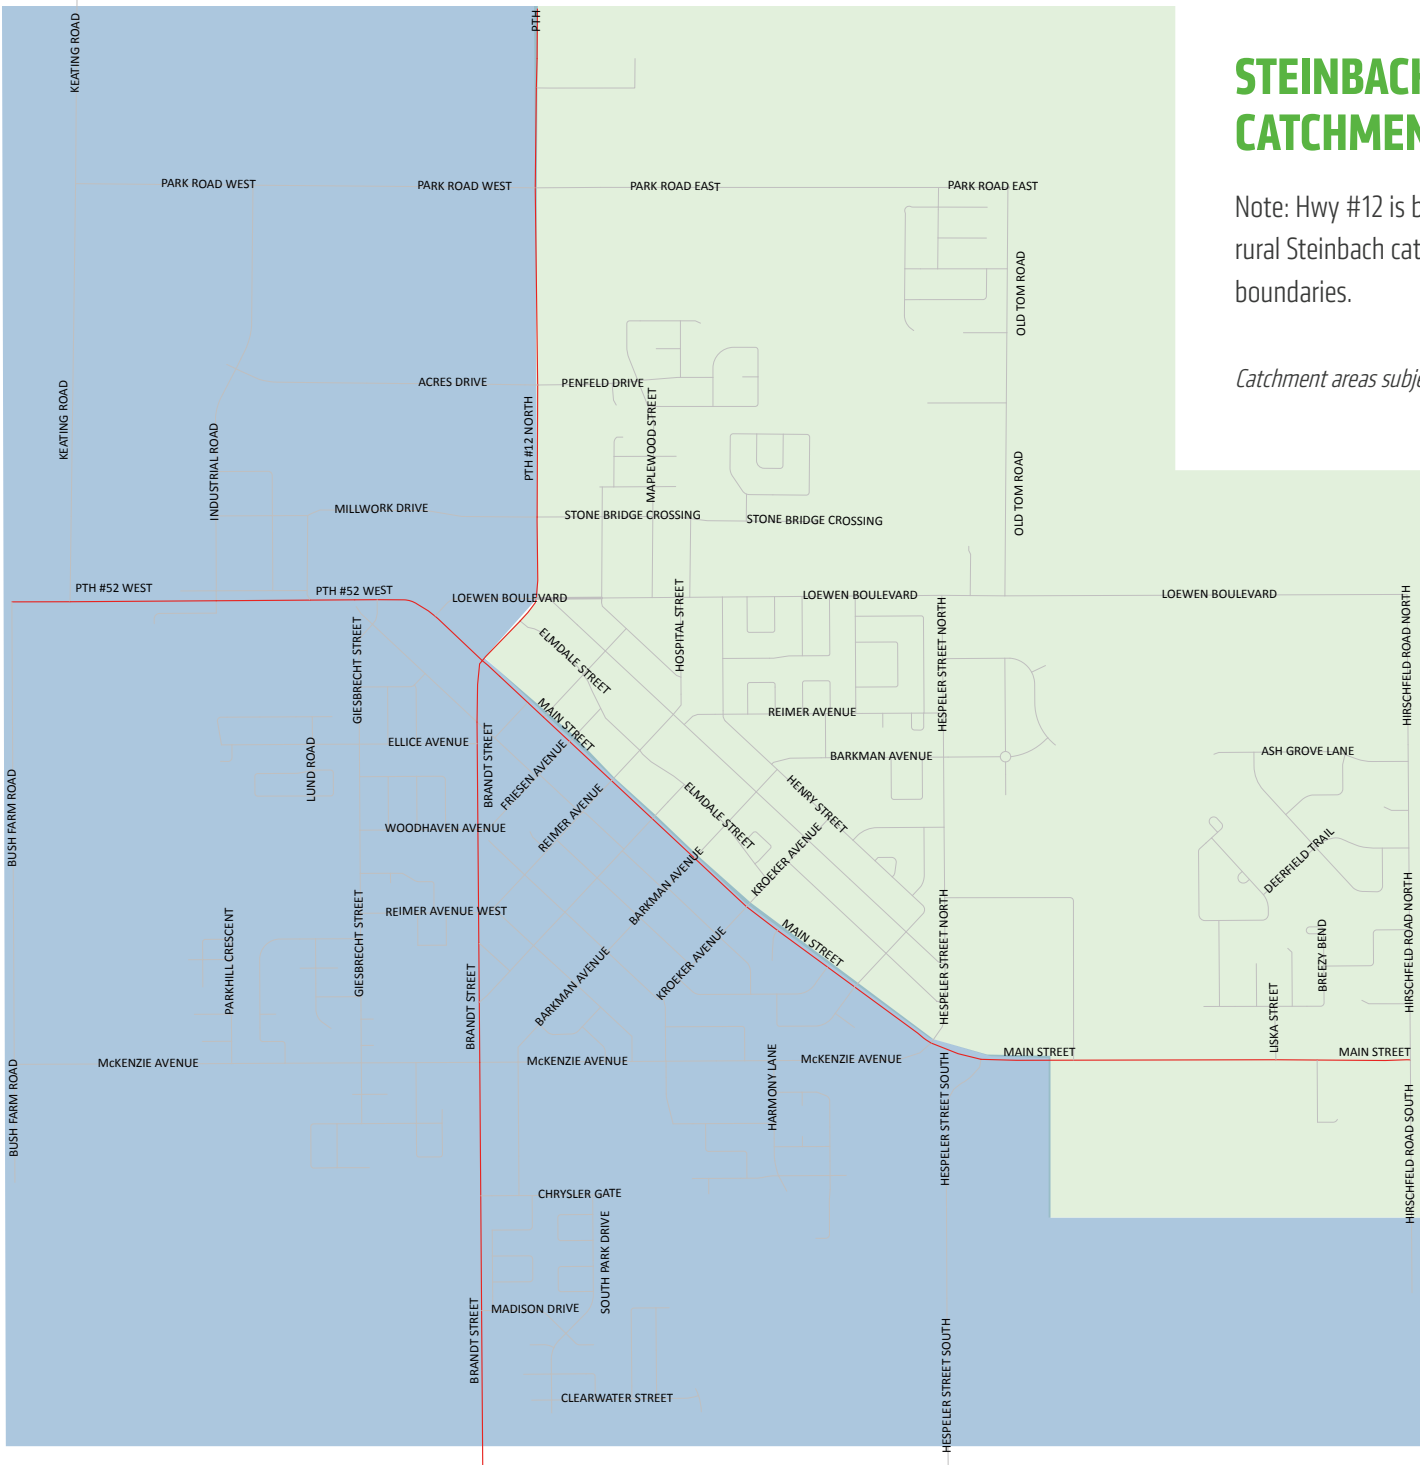 STEINBACH
CATCHMEN
Note: Hwy #12 is b
rural Steinbach cat
boundaries.
Catchment areas subje
KEATING ROAD
PTH
PARK ROAD WEST
PARK ROAD WEST
PARK ROAD EAST
PARK ROAD EAST
OLD TOM ROAD
KEATING ROAD
ACRES DRIVE
PENFELD DRIVE
PTH #12 NORTH
MAPLEWOOD STREET
INDUSTRIAL ROAD
OLD TOM ROAD
MILLWORK DRIVE
STONE BRIDGE CROSSING
STONE BRIDGE CROSSING
PTH #52 WEST
PTH #52 WEST
LOEWEN BOULEVARD
LOEWEN BOULEVARD
LOEWEN BOULEVARD
HOSPITAL STREET
HESPELER STREET NORTH
HIRSCHFELD ROAD NORTH
GIESBRECHT STREET
ELMDALE STREET
MAIN STREET
REIMER AVENUE
ELLICE AVENUE
LUND ROAD
BRANDT STREET
FRIESEN AVENUE
BARKMAN AVENUE
ASH GROVE LANE
BUSH FARM ROAD
WOODHAVEN AVENUE
REIMER AVENUE
ELMDALE STREET
HENRY STREET
KROEKER AVENUE
DEERFIELD TRAIL
BARKMAN AVENUE
REIMER AVENUE WEST
GIESBRECHT STREET
PARKHILL CRESCENT
MAIN STREET
HESPELER STREET NORTH
BREEZY BEND
HIRSCHFELD ROAD NORTH
KROEKER AVENUE
BARKMAN AVENUE
BRANDT STREET
LISKA STREET
MAIN STREET
MAIN STREET
McKENZIE AVENUE
McKENZIE AVENUE
McKENZIE AVENUE
BUSH FARM ROAD
HARMONY LANE
HESPELER STREET SOUTH
HIRSCHFELD ROAD SOUTH
CHRYSLER GATE
SOUTH PARK DRIVE
MADISON DRIVE
BRANDT STREET
HESPELER STREET SOUTH
CLEARWATER STREET